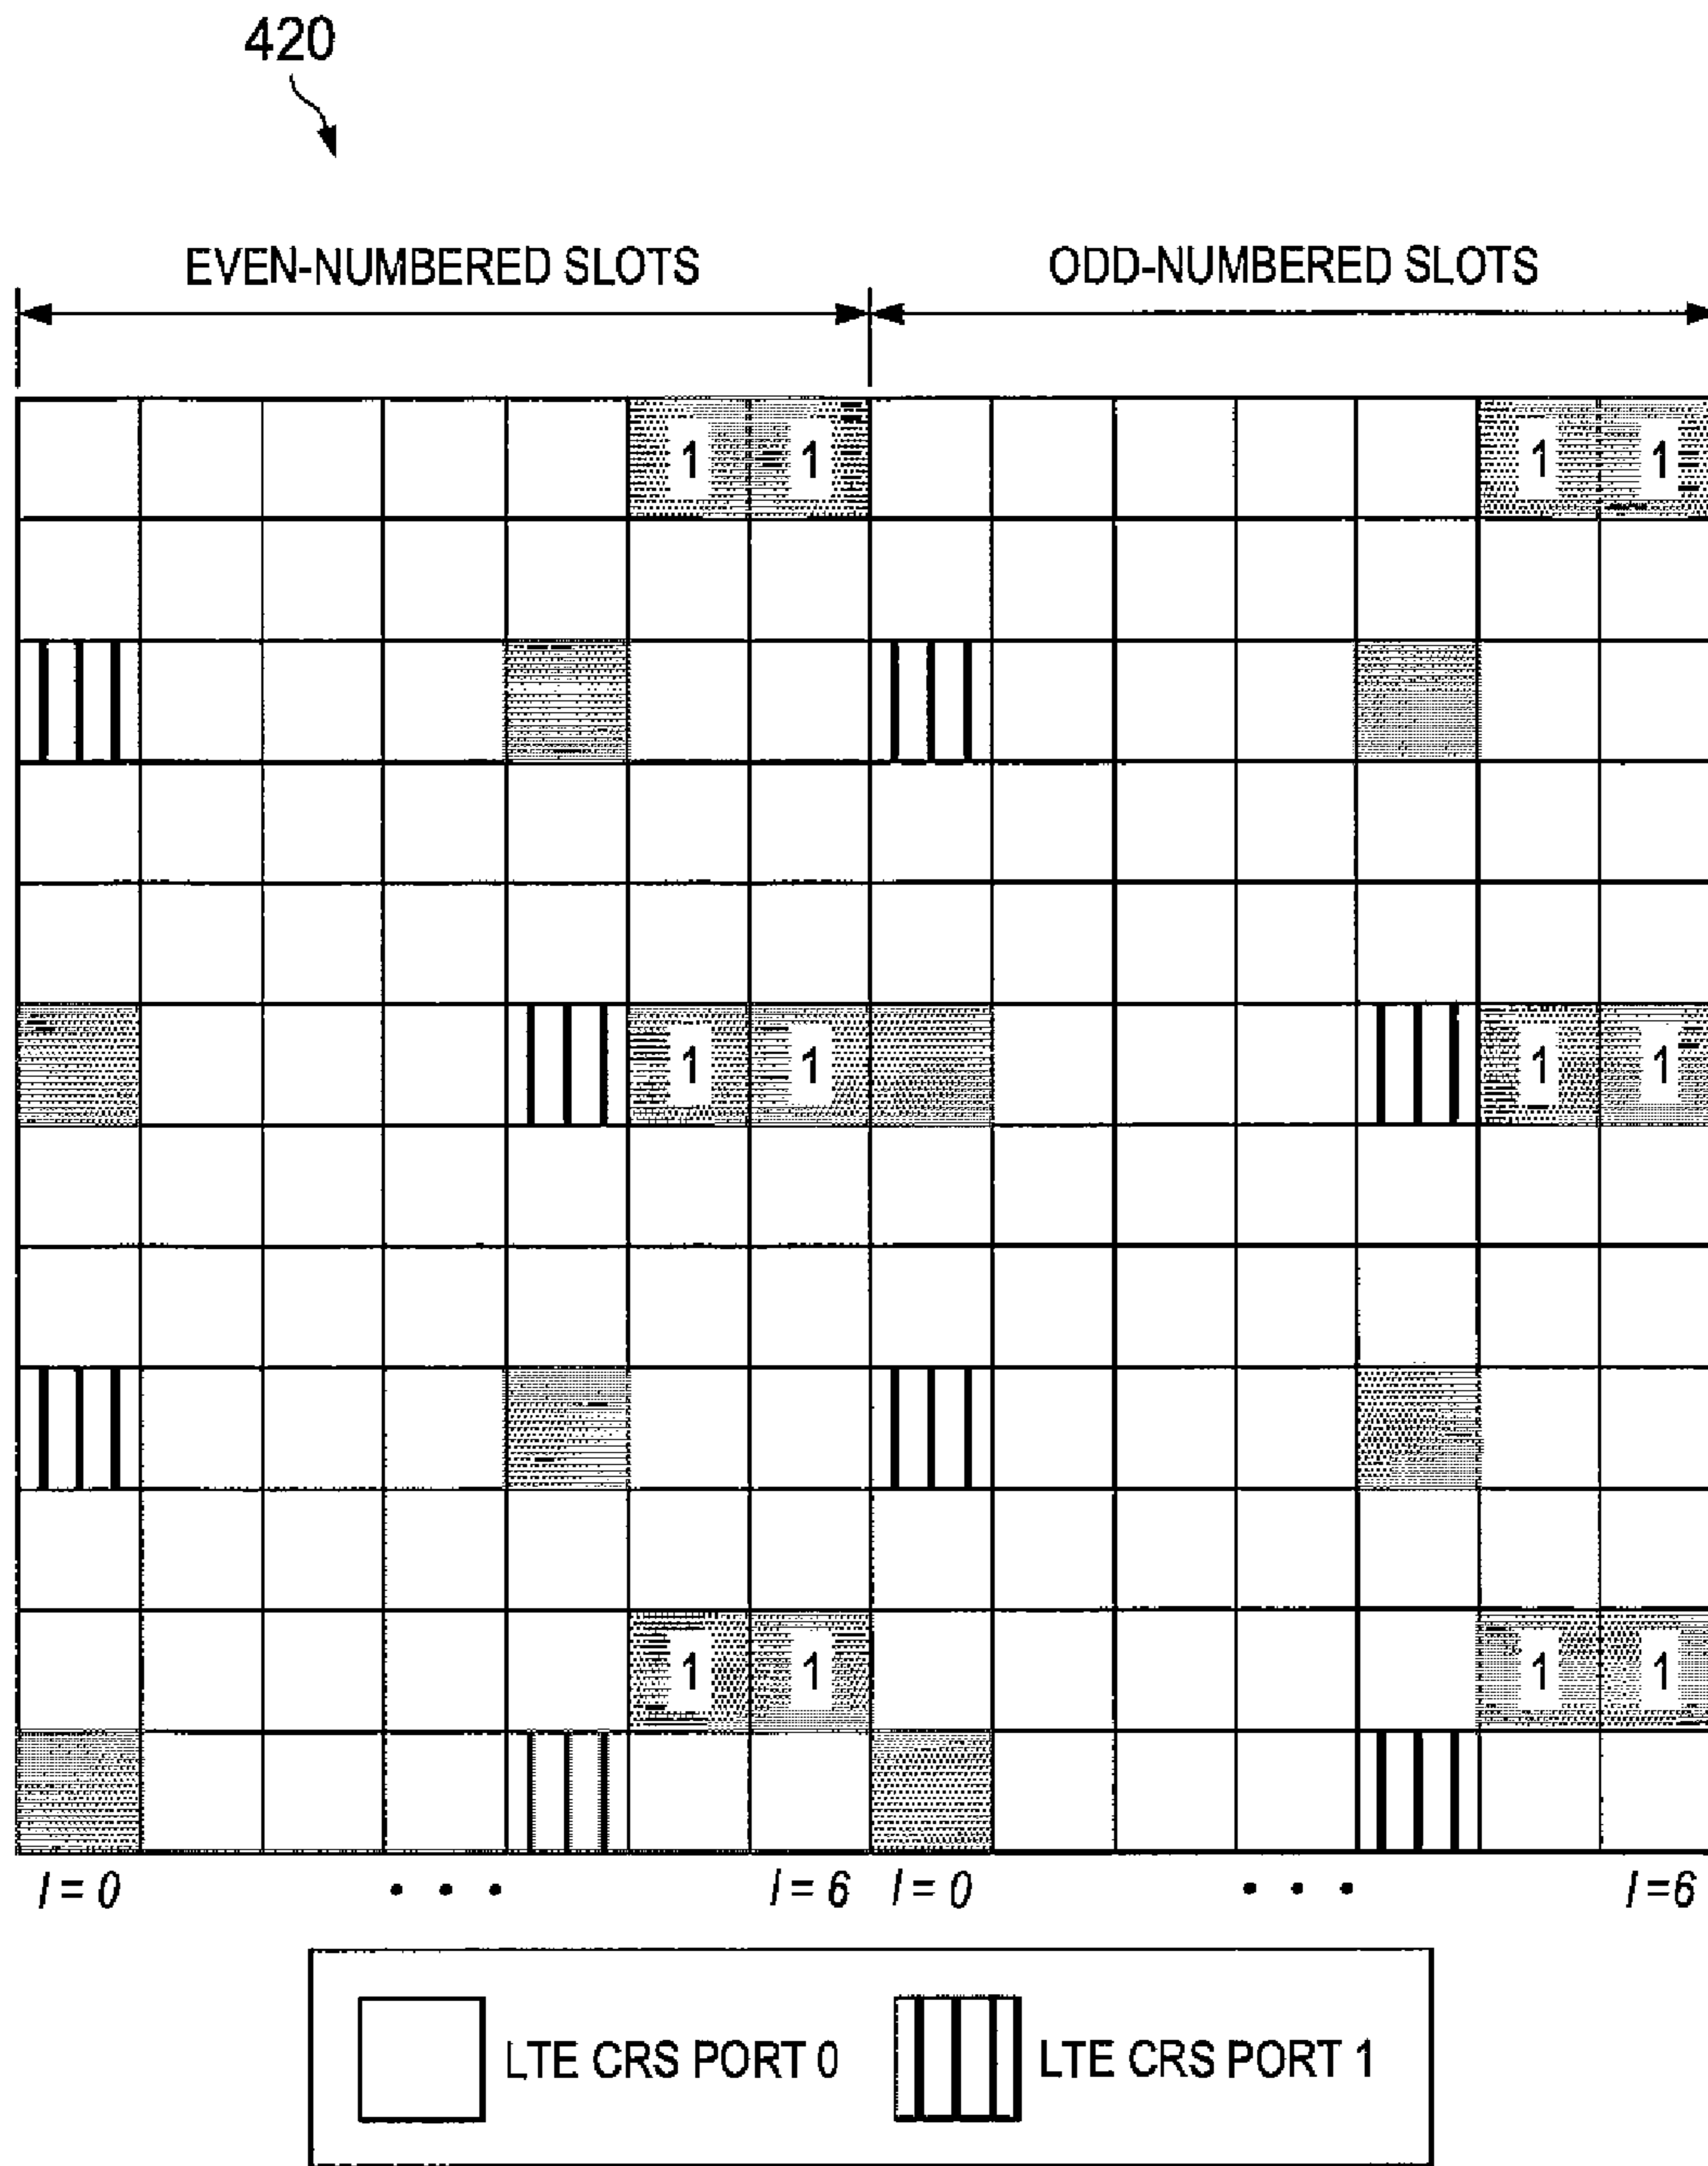 420
EVEN-NUMBERED SLOTS ODD-NUMBERED SLOTS
1 1 1 1
1 1 1 1
1 1 1 1
l = 0 • • • l = 6 l = 0 • • • l =6
LTE CRS PORT 0 LTE CRS PORT 1